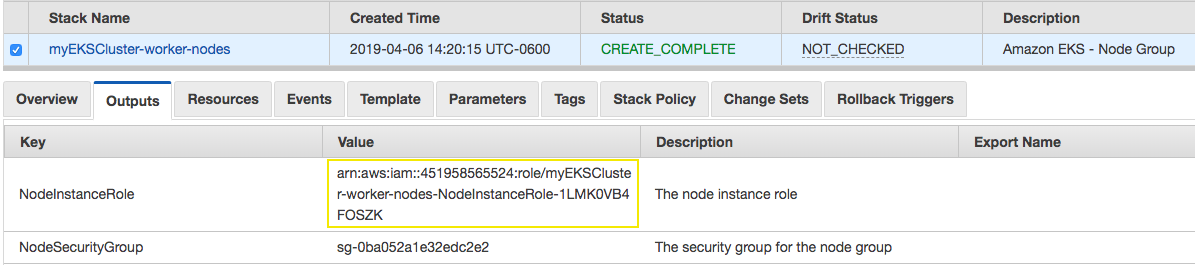 Stack Name Created Time Status Drift Status Description
myEKSCluster-worker-nodes 2019-04-06 14:20:15 UTC-0600 CREATE_COMPLETE NOT_CHECKED Amazon EKS - Node Group
Overview Outputs Resources Events Template Parameters Tags Stack Policy Change Sets Rollback Triggers
Key Value Description Export Name
NodeInstanceRole arn:aws:iam::451958565524:role/myEKSCluste
r-worker-nodes-NodeInstanceRole-1LMK0VB4
FOSZK The node instance role
NodeSecurityGroup sg-0ba052a1e32edc2e2 The security group for the node group